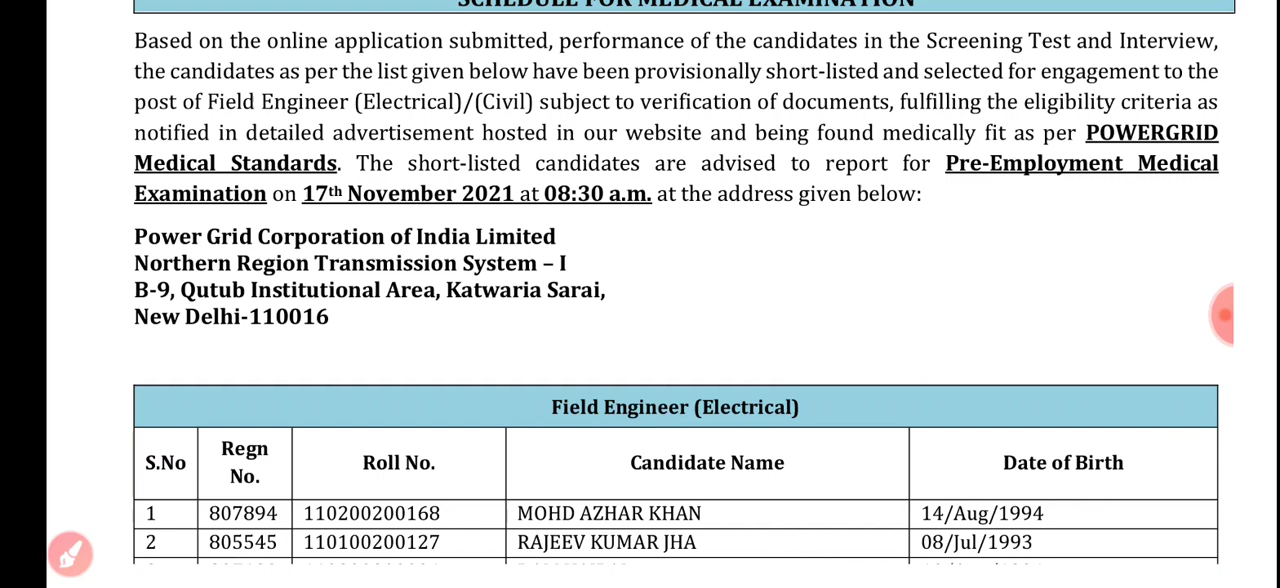 SCHEDULE FOR MEDICAL EXAMINATION
Based on the online application submitted, performance of the candidates in the Screening Test and Interview,
the candidates as per the list given below have been provisionally short-listed and selected for engagement to the
post of Field Engineer (Electrical)/(Civil) subject to verification of documents, fulfilling the eligibility criteria as
notified in detailed advertisement hosted in our website and being found medically fit as per POWERGRID
Medical Standards. The short-listed candidates are advised to report for Pre-Employment Medical
Examination on 17th November 2021 at 08:30 a.m. at the address given below:
Power Grid Corporation of India Limited
Northern Region Transmission System – I
B-9, Qutub Institutional Area, Katwaria Sarai,
New Delhi-110016
Field Engineer (Electrical)
S.No Regn No. Roll No. Candidate Name Date of Birth
1 807894 110200200168 MOHD AZHAR KHAN 14/Aug/1994
2 805545 110100200127 RAJEEV KUMAR JHA 08/Jul/1993